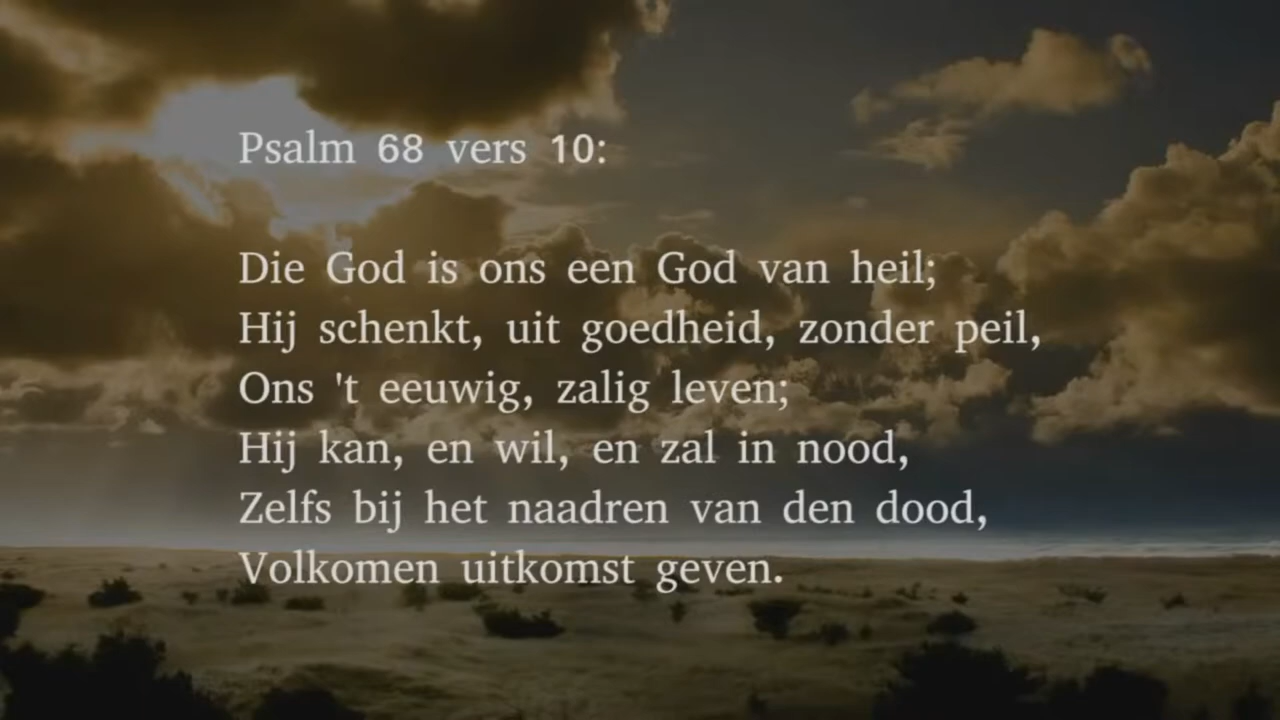 Psalm 68 vers 10:
Die God is ons een God van heil;
Hij schenkt, uit goedheid, zonder peil,
Ons 't eeuwig, zalig leven;
Hij kan, en wil, en zal in nood,
Zelfs bij het naadren van den dood,
Volkomen uitkomst geven.